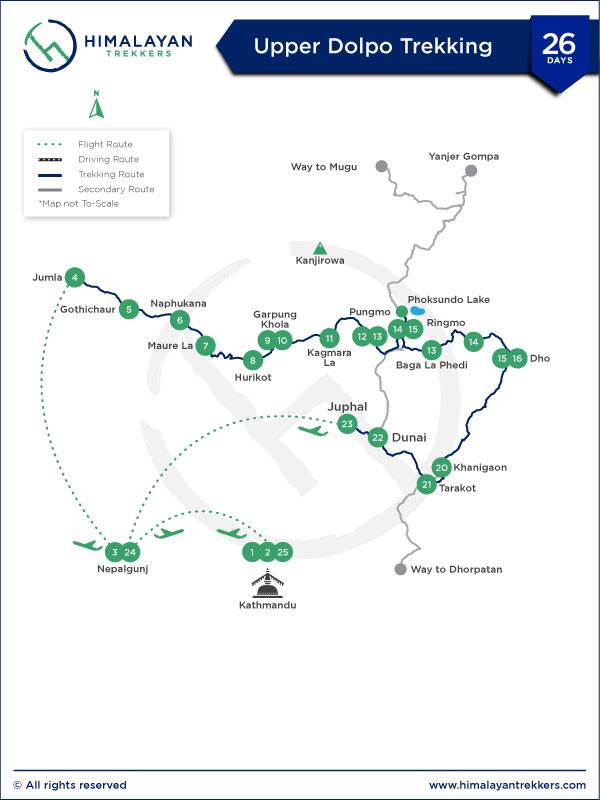 HIMALAYAN
TREKKERS
Upper Dolpo Trekking
26
DAYS
N
Flight Route
Driving Route
Trekking Route
Secondary Route
*Map not To-Scale
Way to Mugu
Yanjer Gompa
Kanjirowa
Jumla
4
Gothichaur
5
Naphukana
6
Maure La
7
Hurikot
8
Garpung
Khola
9 10
Kagmara
La
11
Pungmo
12 13
Phoksundo Lake
14 15
Ringmo
Baga La Phedi
13
14
15 16
Dho
Juphal
23
22
Dunai
20
Khanigaon
21
Tarakot
3 24
Nepalgunj
1 2 25
Kathmandu
Way to Dhorpatan
© All rights reserved
www.himalayantrekkers.com